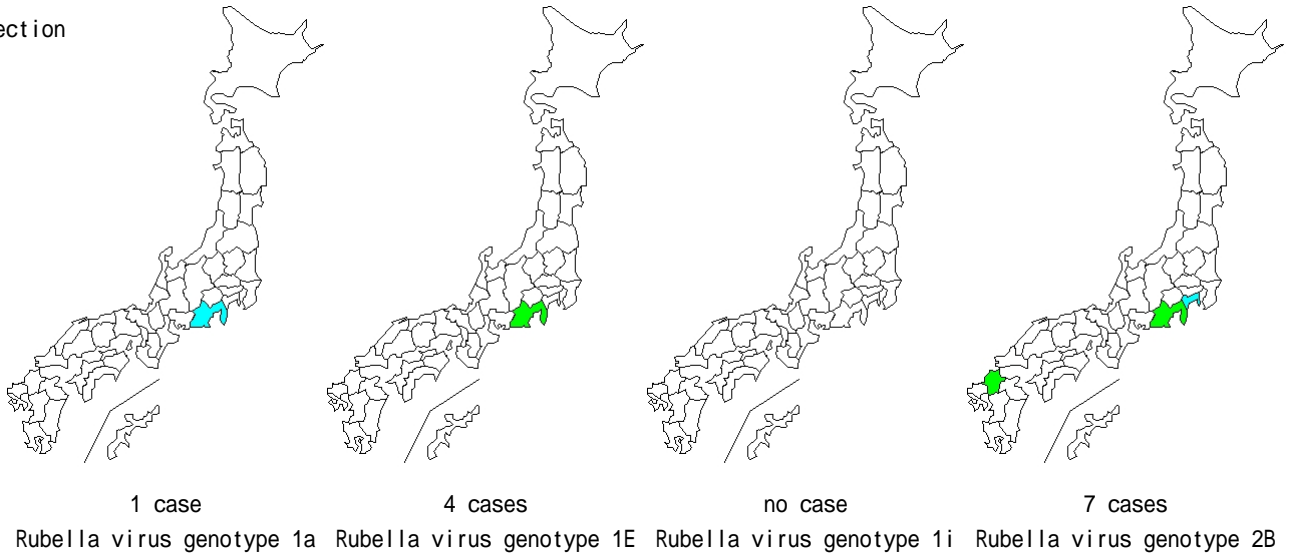 ection
1 case 4 cases no case 7 cases
Rubella virus genotype 1a Rubella virus genotype 1E Rubella virus genotype 1i Rubella virus genotype 2B